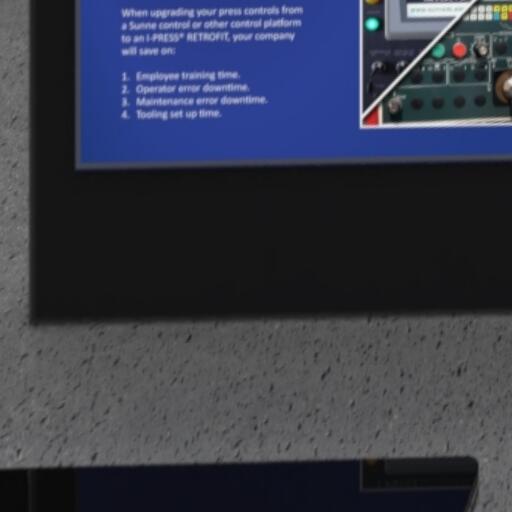 When upgrading your press controls from
a Sunne control or other control platform
to an I-PRESS® RETROFIT, your company
will save on:
1. Employee training time.
2. Operator error downtime.
3. Maintenance error downtime.
4. Tooling set up time.